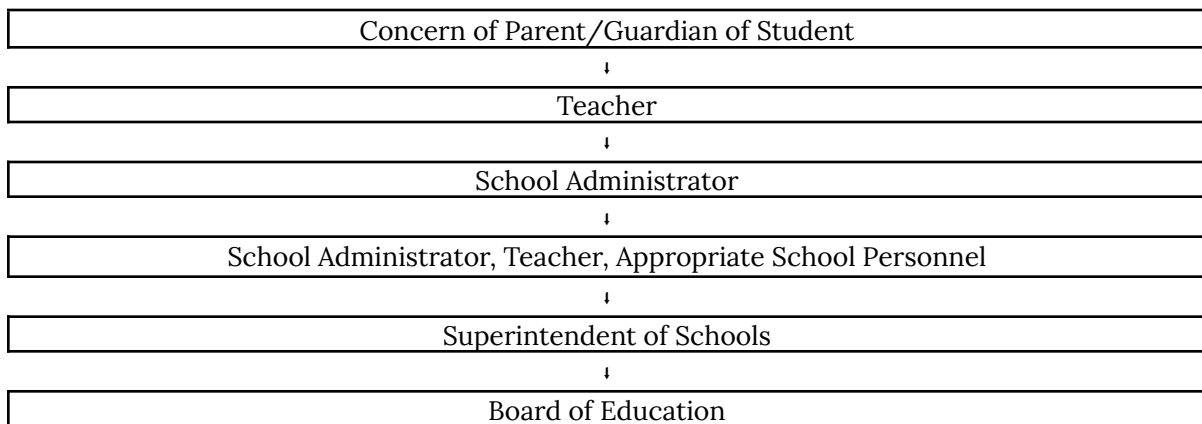 Concern of Parent/Guardian of Student
↓
Teacher
↓
School Administrator
↓
School Administrator, Teacher, Appropriate School Personnel
↓
Superintendent of Schools
↓
Board of Education